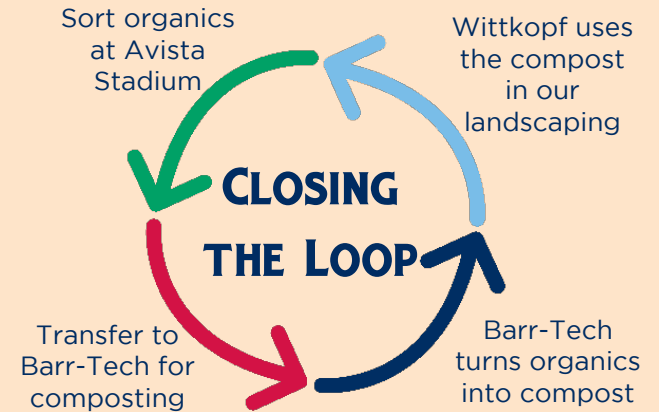 Sort organics
at Avista
Stadium
Wittkopf uses
the compost
in our
landscaping
CLOSING
THE LOOP
Transfer to
Barr-Tech for
composting
Barr-Tech
turns organics
into compost